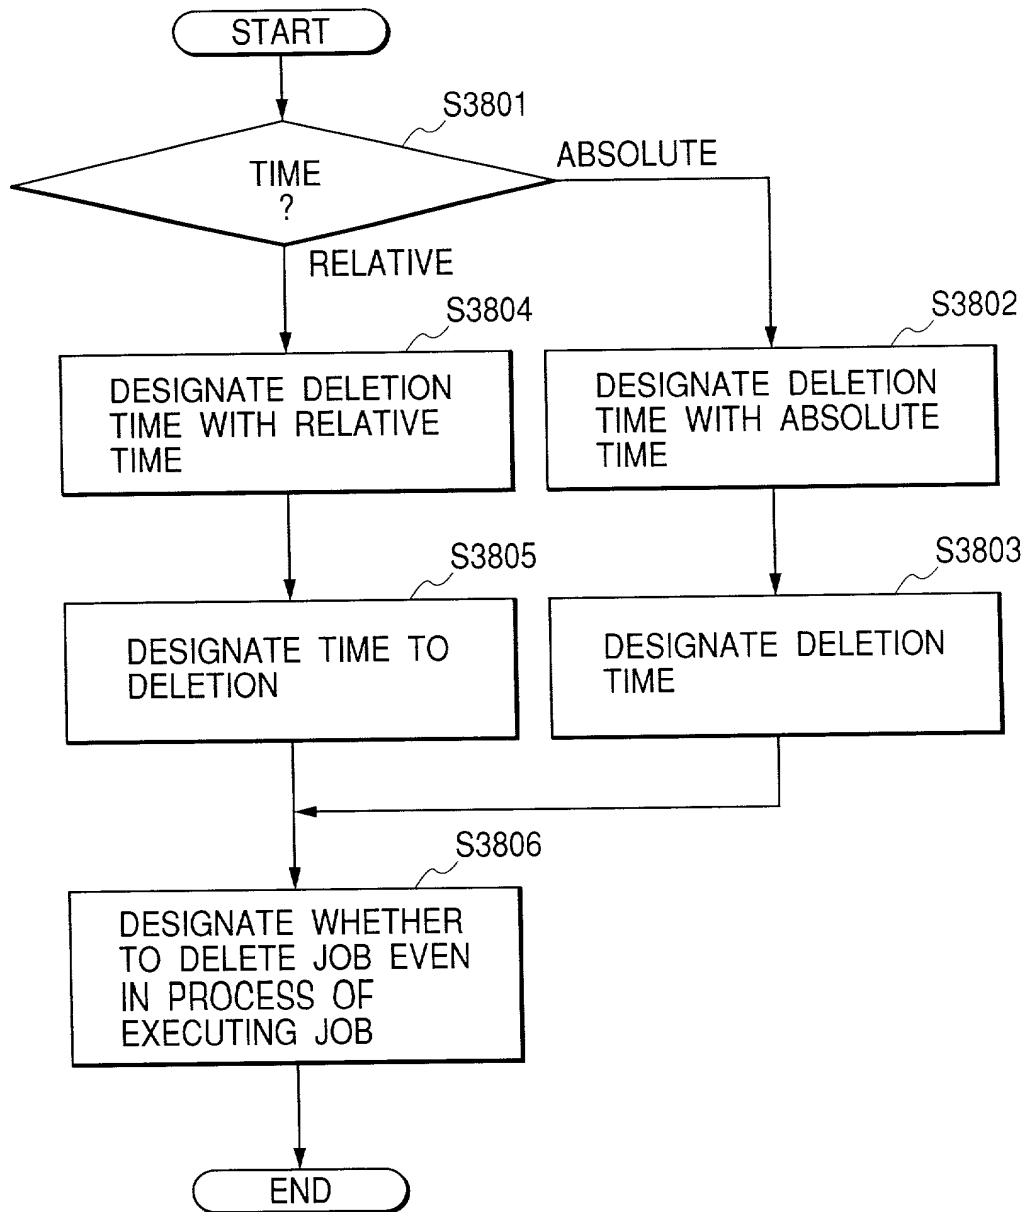 START
S3801
TIME
?
ABSOLUTE
RELATIVE
S3804
DESIGNATE DELETION
TIME WITH RELATIVE
TIME
S3802
DESIGNATE DELETION
TIME WITH ABSOLUTE
TIME
S3805
DESIGNATE TIME TO
DELETION
S3803
DESIGNATE DELETION
TIME
S3806
DESIGNATE WHETHER
TO DELETE JOB EVEN
IN PROCESS OF
EXECUTING JOB
END